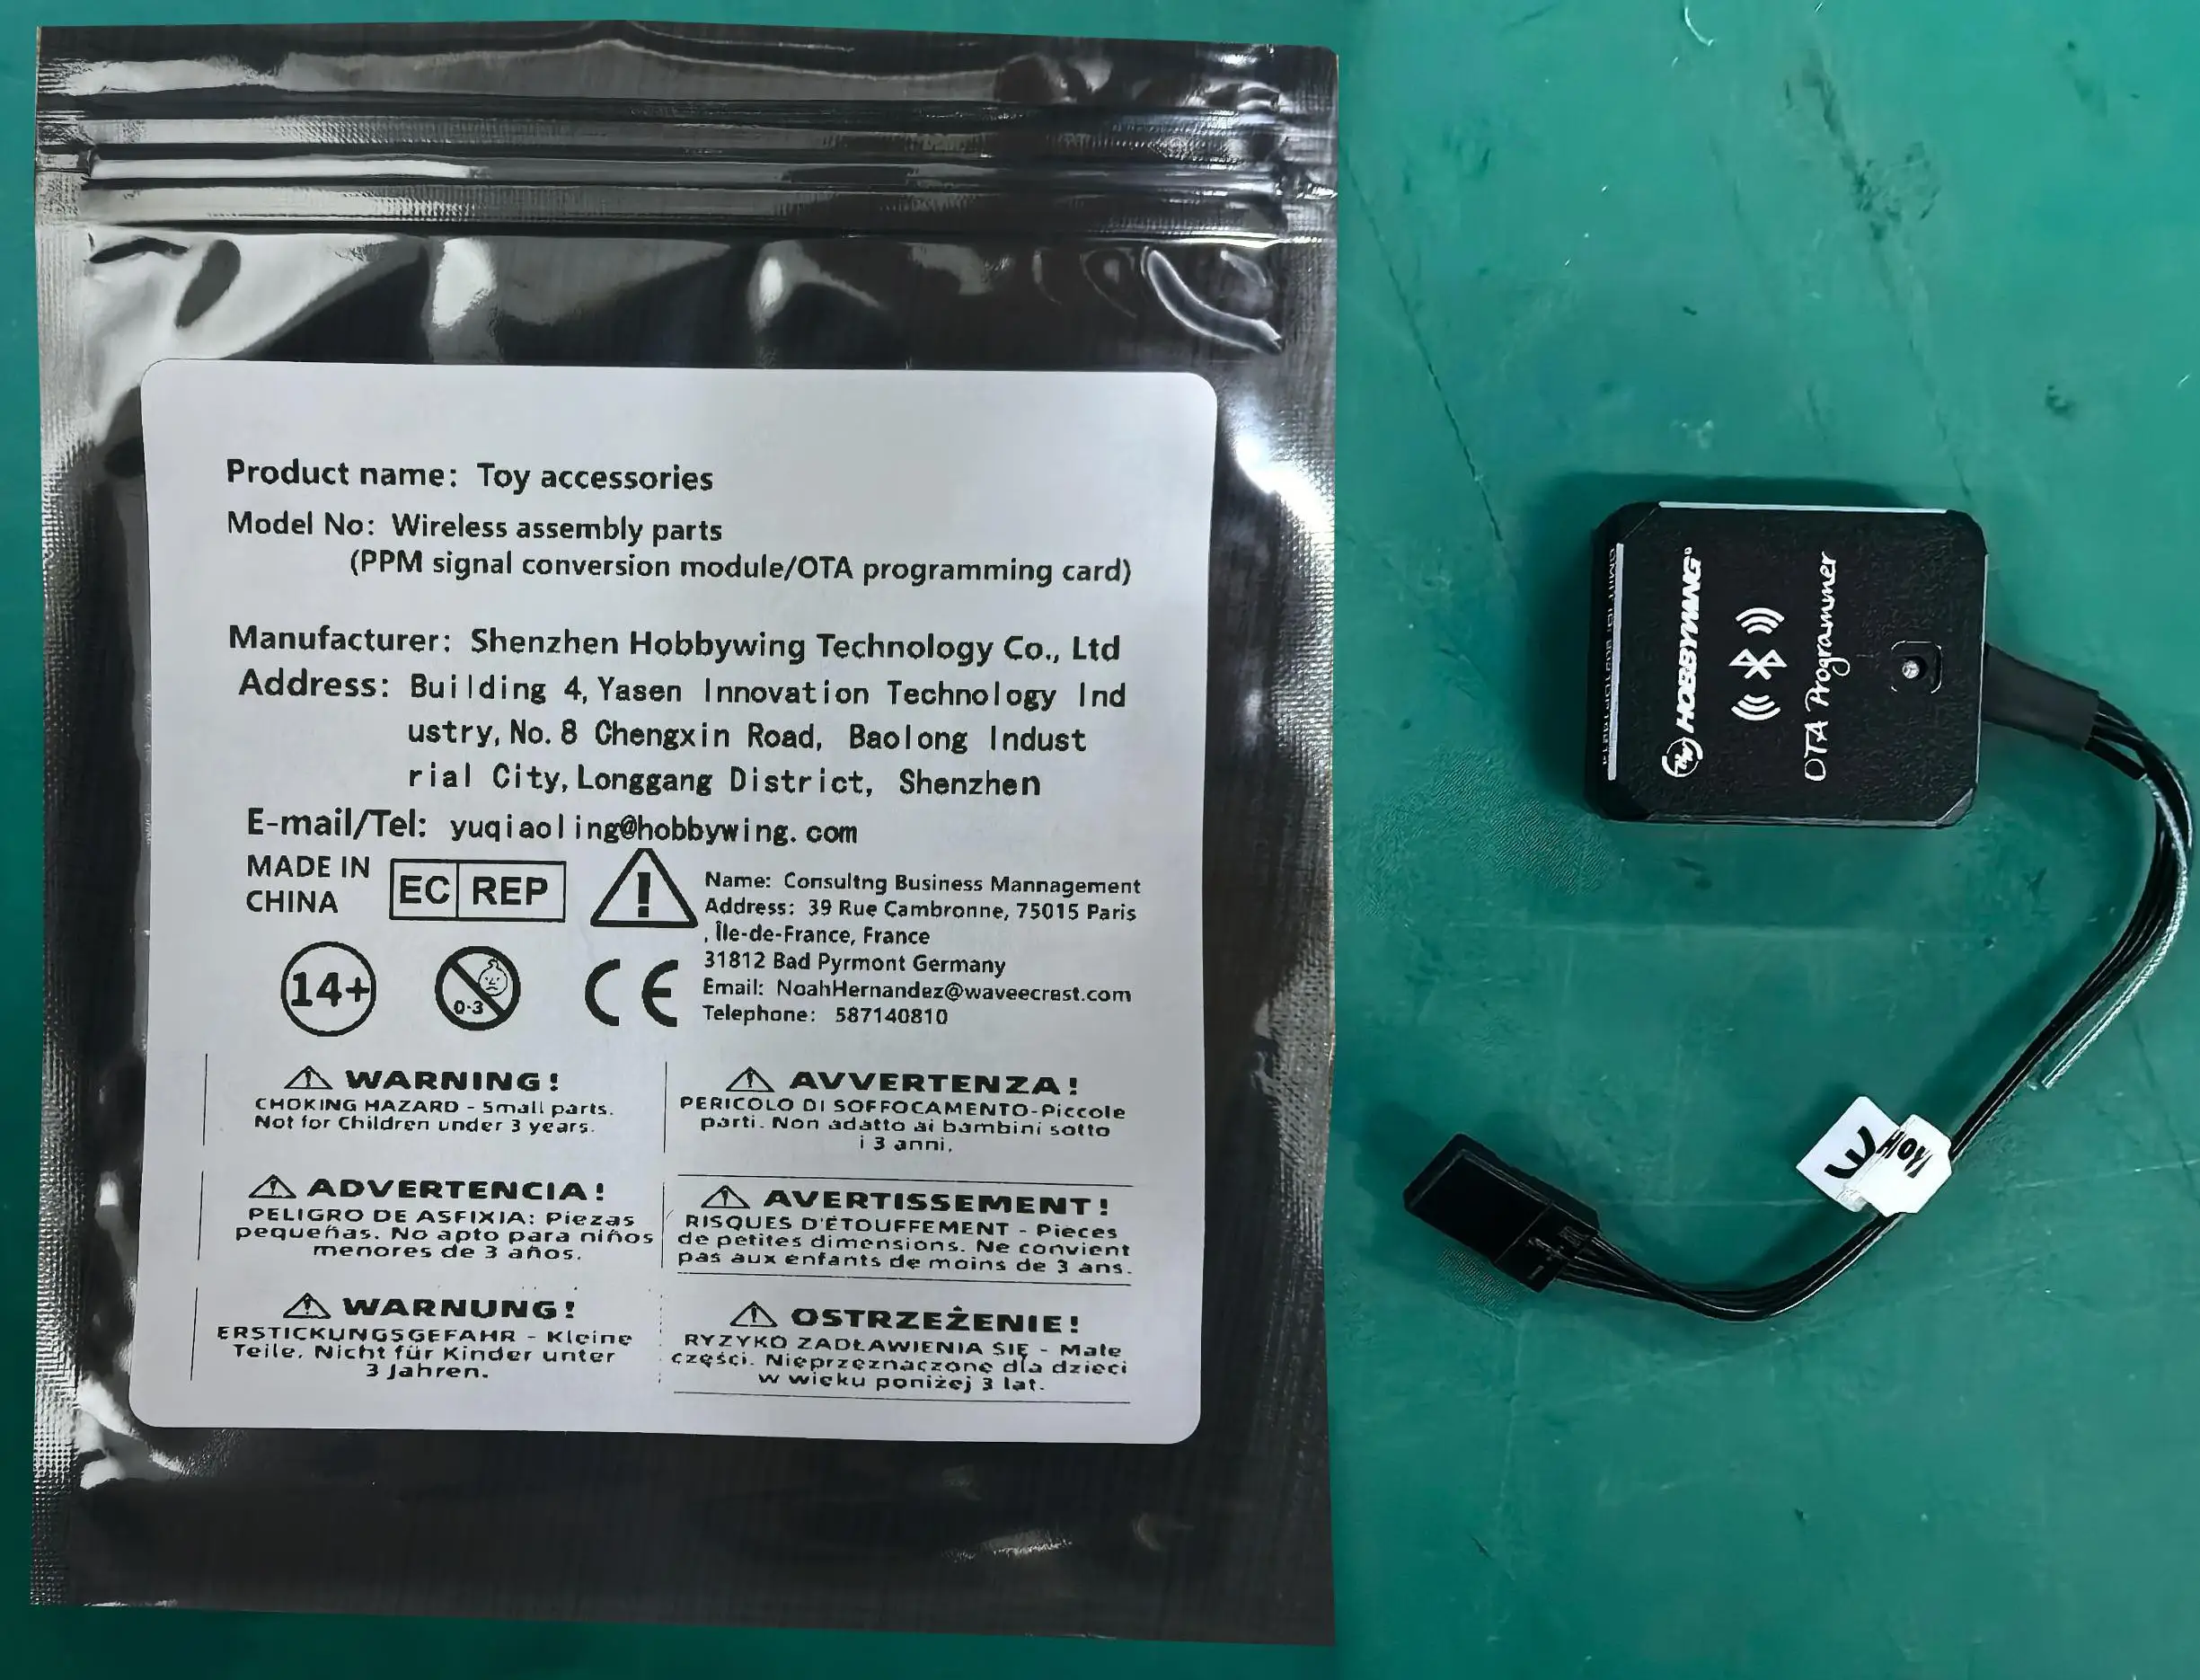 Product name: Toy accessories
Model No: Wireless assembly parts
(PPM signal conversion module/OTA programming card)
Manufacturer: Shenzhen Hobbywing Technology Co., Ltd
Address: Building 4, Yasen Innovation Technology Ind
ustry, No. 8 Chengxin Road, Baolong Indust
rial City, Longgang District, Shenzhen
E-mail/Tel: yuqiaoling@hobbywing.com
MADE IN
CHINA
EC REP
!
Name: Consultng Business Mannagement
Address: 39 Rue Cambronne, 75015 Paris
, Île-de-France, France
31812 Bad Pyrmont Germany
Email: NoahHernandez@waveecrest.com
Telephone: 587140810
14+
0-3
CE
WARNING!
CHOKING HAZARD - Small parts.
Not for Children under 3 years.
AVVERTENZA!
PERICOLO DI SOFFOCAMENTO-Piccole
parti. Non adatto ai bambini sotto
i 3 anni.
ADVERTENCIA!
PELIGRO DE ASFIXIA: Piezas
pequeñas. No apto para niños
menores de 3 años.
AVERTISSEMENT!
RISQUES D'ÉTOUFFEMENT - Pieces
de petites dimensions. Ne convient
pas aux enfants de moins de 3 ans.
WARNUNG!
ERSTICKUNGSGEFAHR - Kleine
Teile. Nicht für Kinder unter
3 Jahren.
OSTRZEŻENIE!
RYZYKO ZADŁAWIENIA SIĘ - Małe
części. Nieprzeznaczone dla dzieci
w wieku poniżej 3 lat.
HOBBYWING®
OTA Programmer